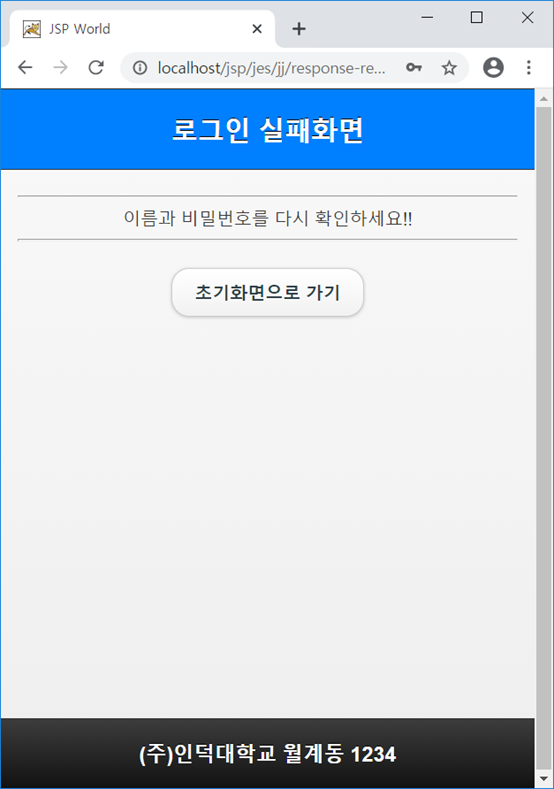 JSP World
localhost/jsp/jes/jj/response-re...
로그인 실패화면
이름과 비밀번호를 다시 확인하세요!!
초기화면으로 가기
(주)인덕대학교 월계동 1234